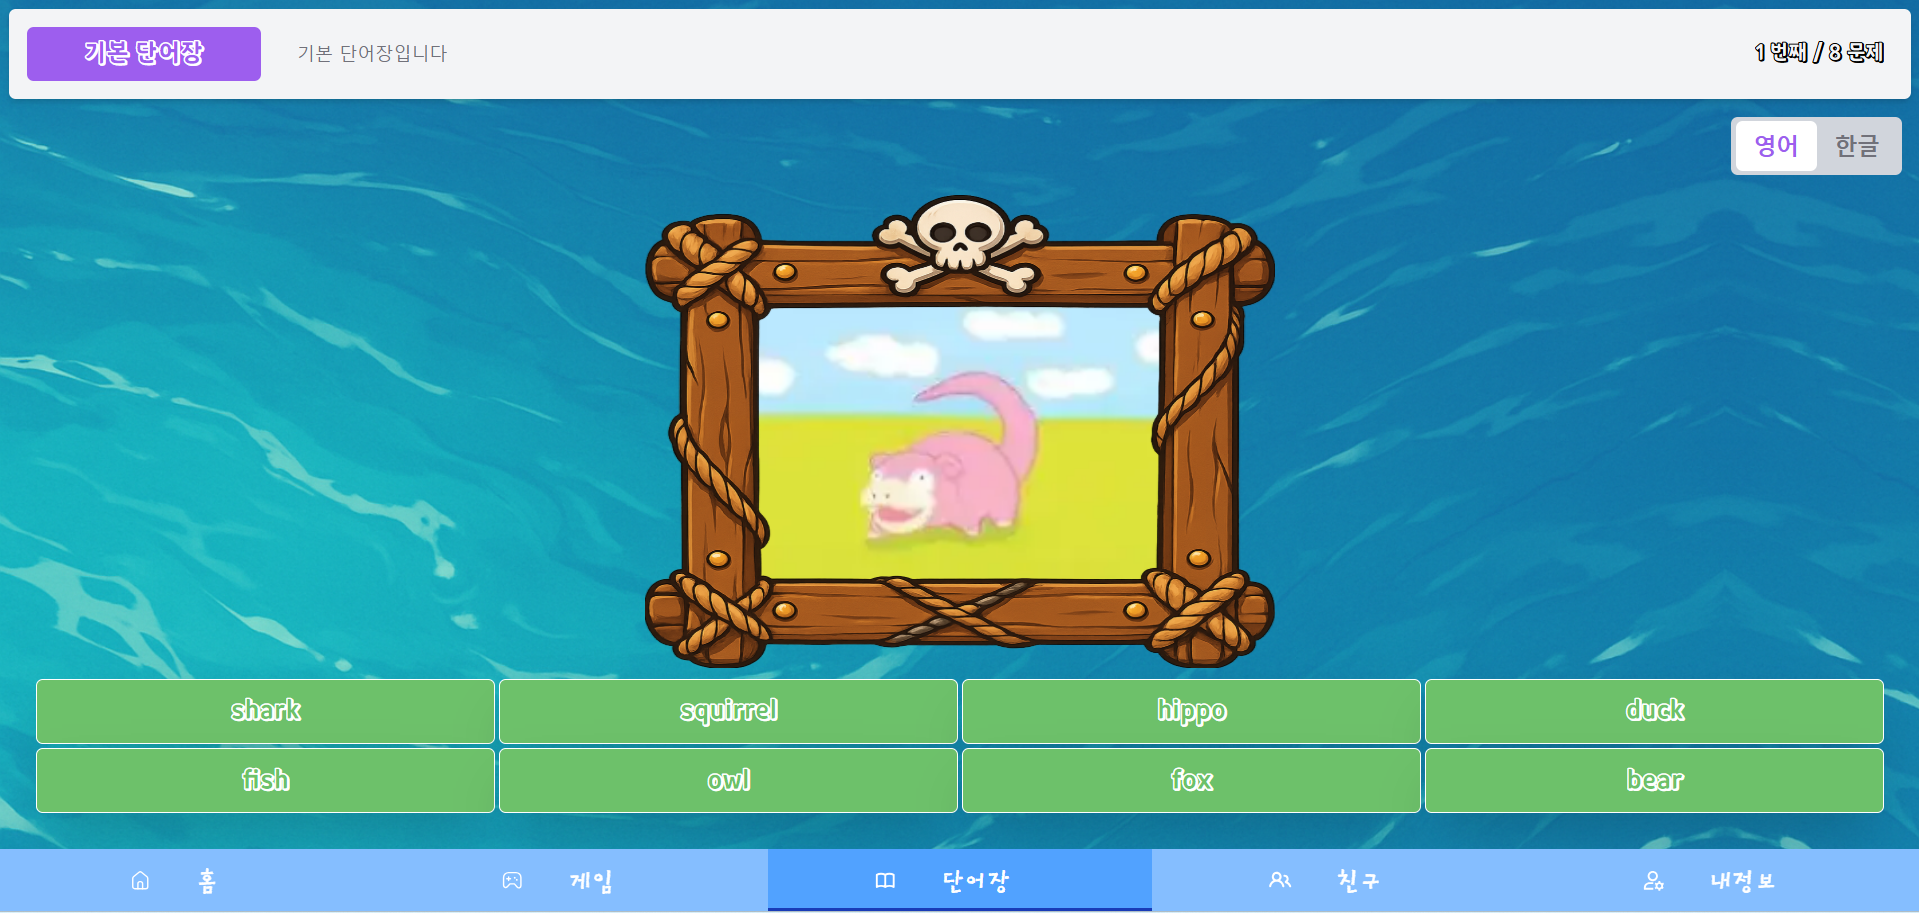 기본 단어장
기본 단어장입니다
1 번째 / 8 문제
영어
한글
shark
squirrel
hippo
duck
fish
owl
fox
bear
홈
게임
단어장
친구
내정보